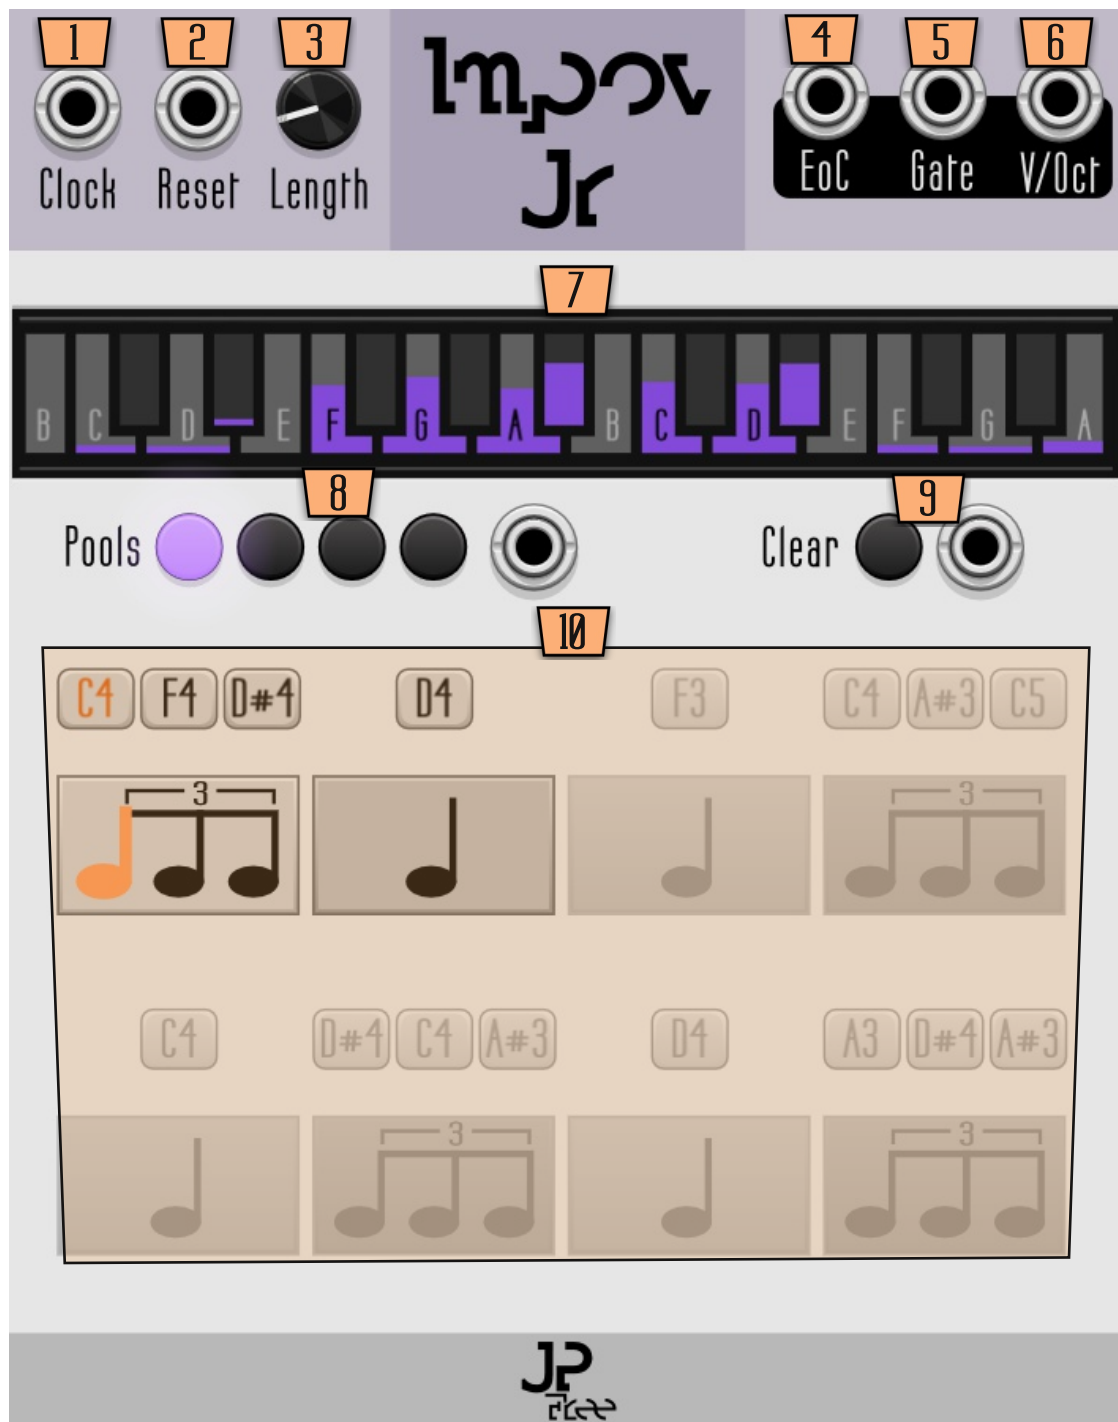 1 2 3 4 5 6
Improv
Jr
Clock Reset Length EoC Gate V/Oct
7
B C D E F G A B C D E F G A
8 9
Pools Clear
10
C4 F4 D#4 D4 F3 C4 A#3 C5
3 3
C4 D#4 C4 A#3 D4 A3 D#4 A#3
3 3
JP